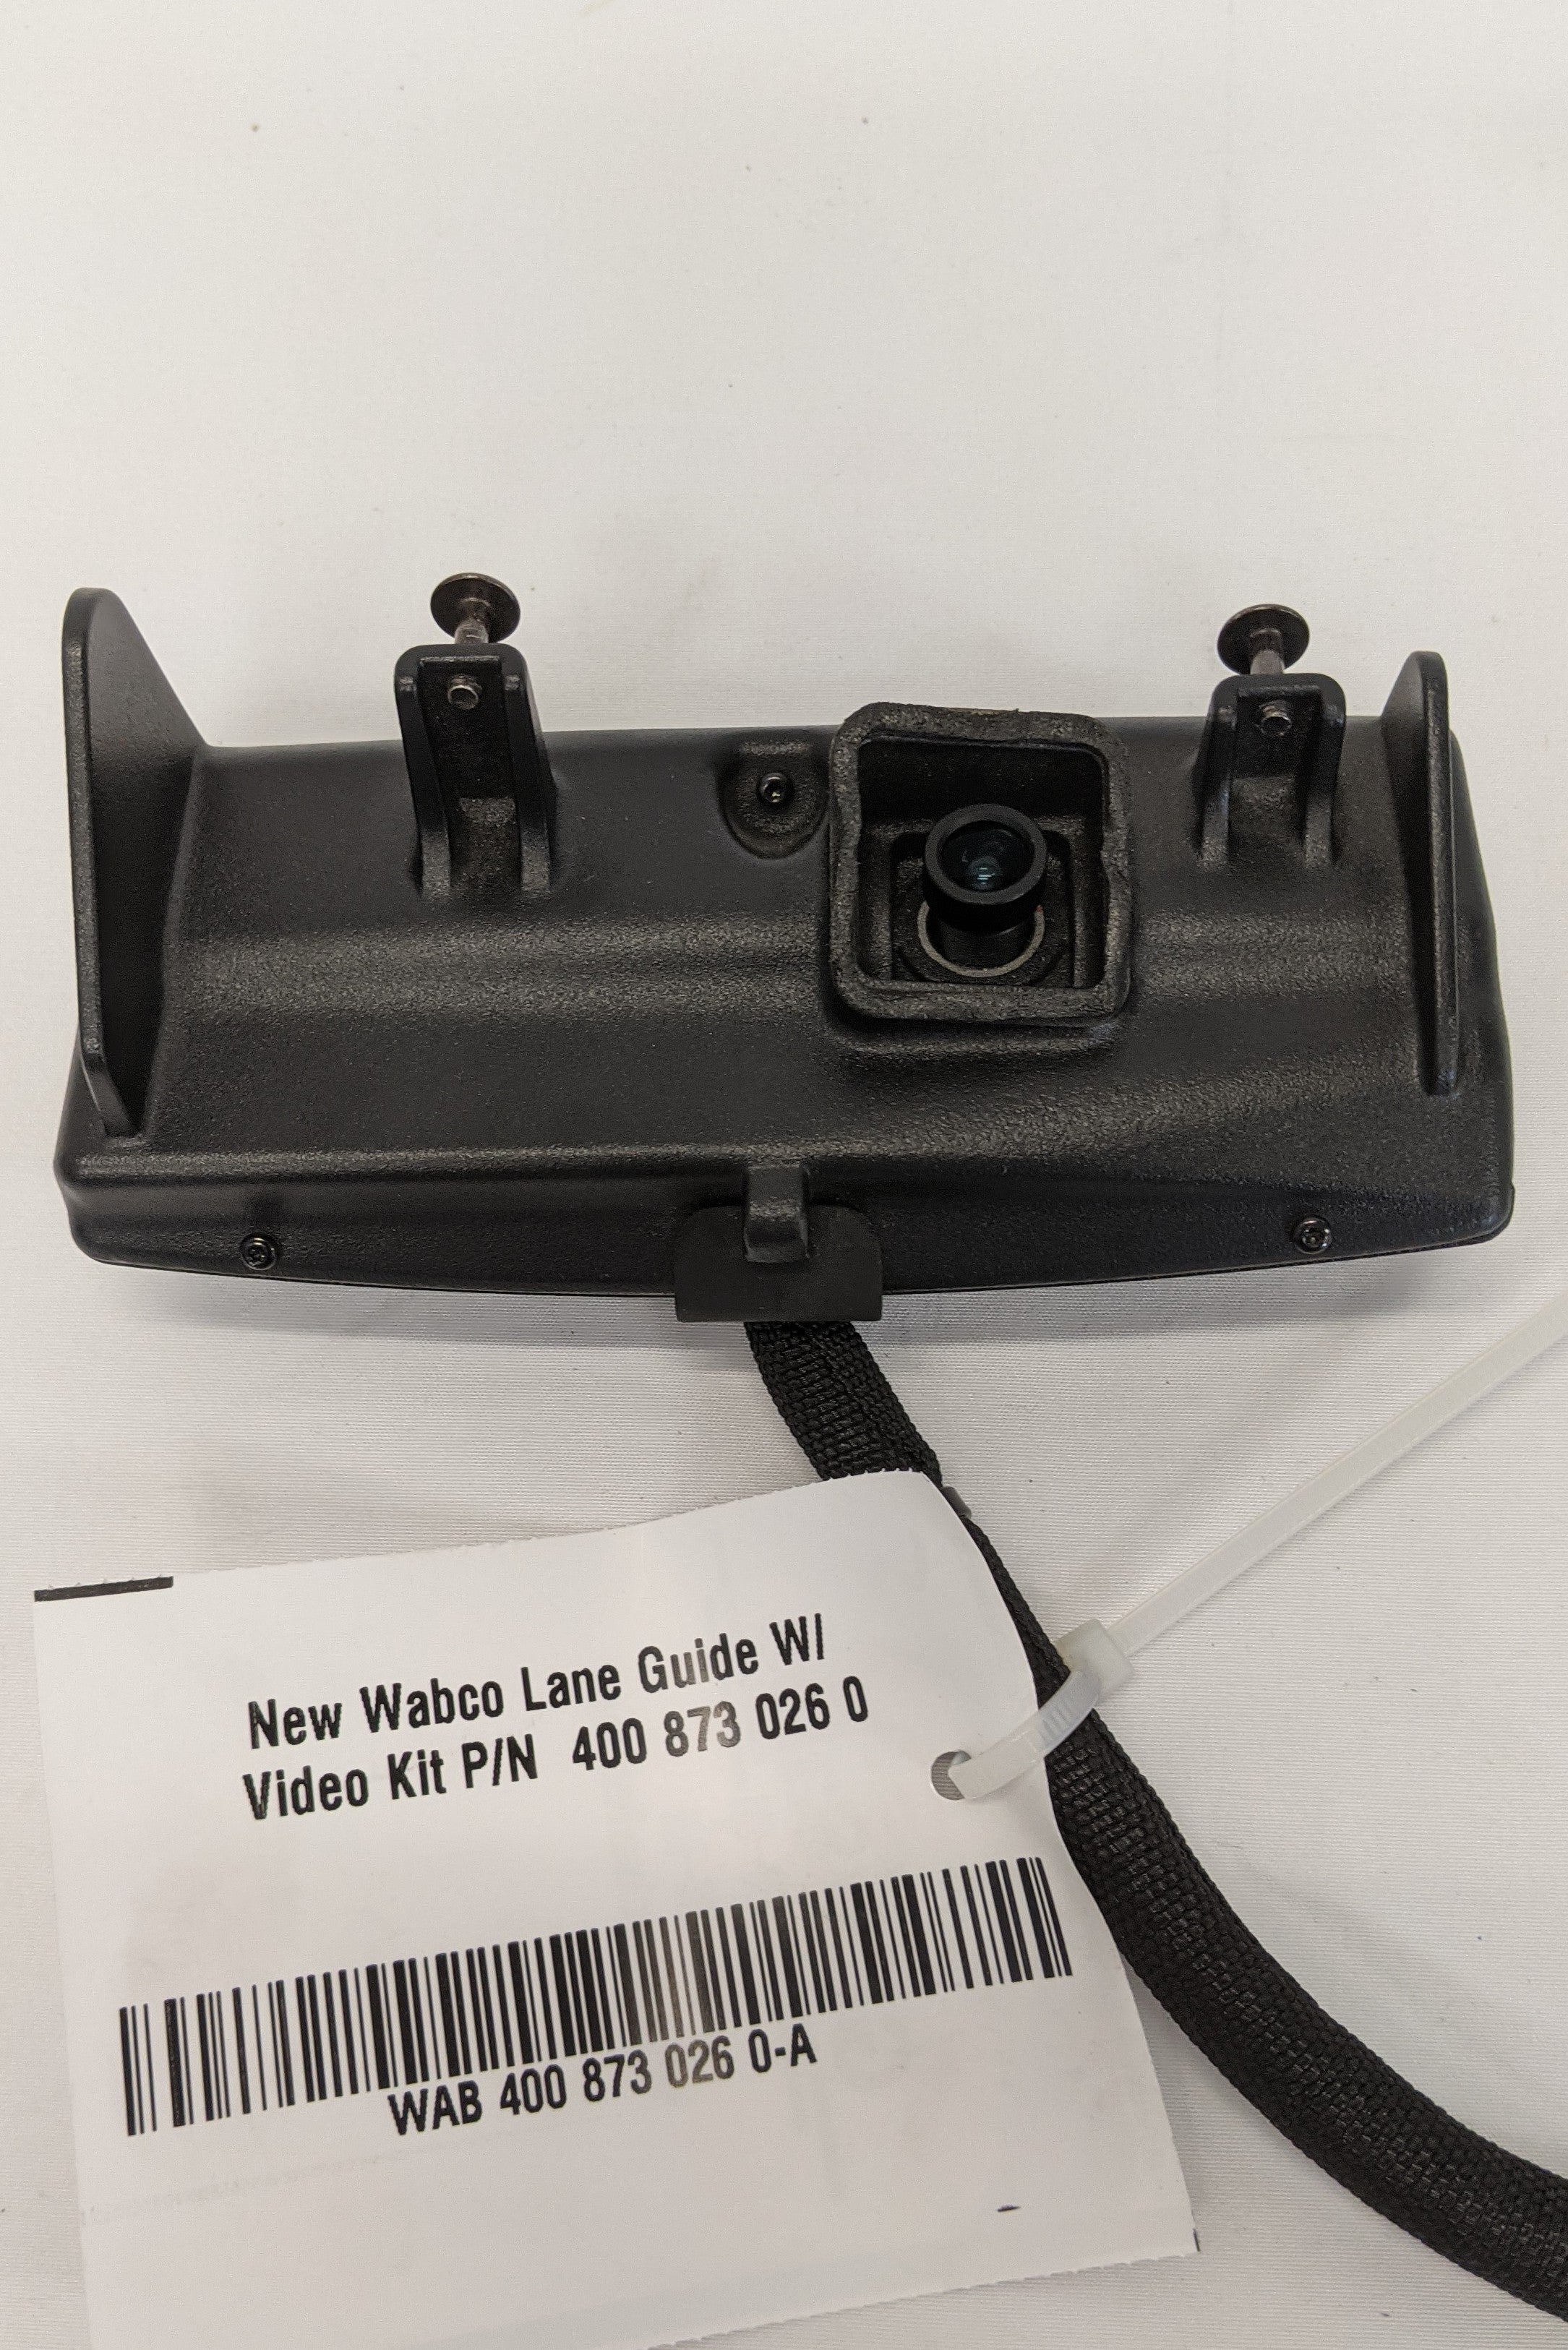 New Wabco Lane Guide W/
Video Kit P/N 400 873 026 0
WAB 400 873 026 0-A